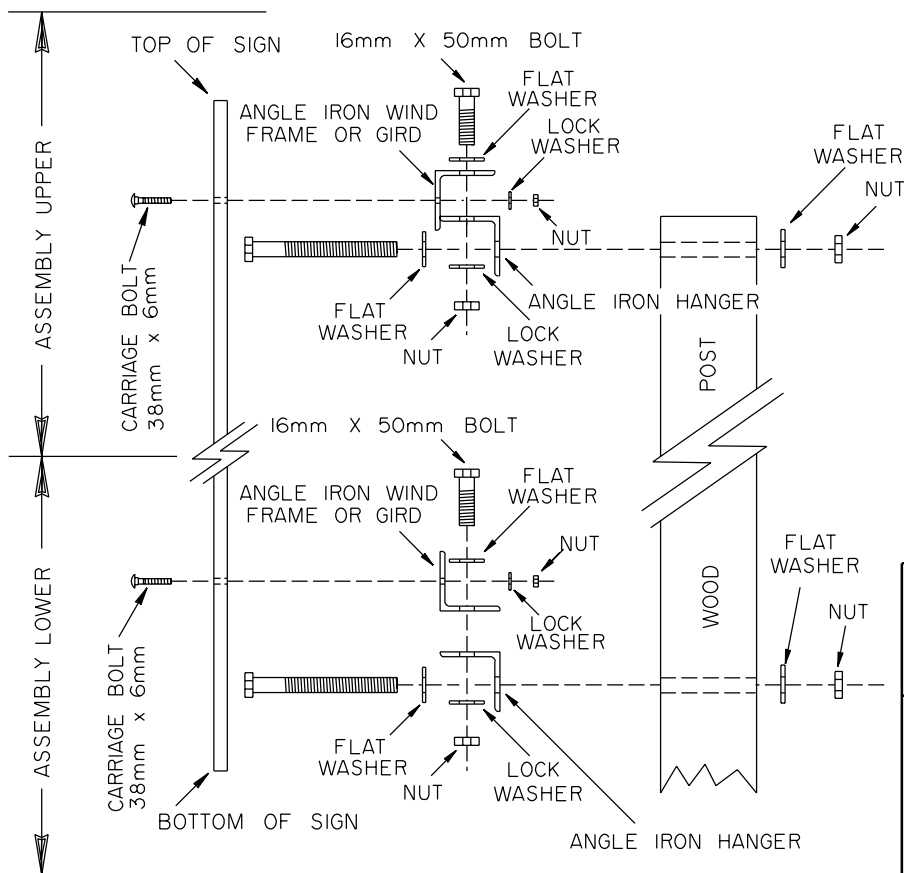 TOP OF SIGN
16mm X 50mm BOLT
FLAT
WASHER
ANGLE IRON WIND
FRAME OR GIRD
LOCK
WASHER
FLAT
WASHER
NUT
NUT
ASSEMBLY UPPER
CARRIAGE BOLT
38mm x 6mm
FLAT
WASHER
ANGLE IRON HANGER
NUT
LOCK
WASHER
POST
16mm X 50mm BOLT
ANGLE IRON WIND
FRAME OR GIRD
FLAT
WASHER
NUT
FLAT
WASHER
NUT
WOOD
LOCK
WASHER
ASSEMBLY LOWER
CARRIAGE BOLT
38mm x 6mm
FLAT
WASHER
NUT
LOCK
WASHER
BOTTOM OF SIGN
ANGLE IRON HANGER